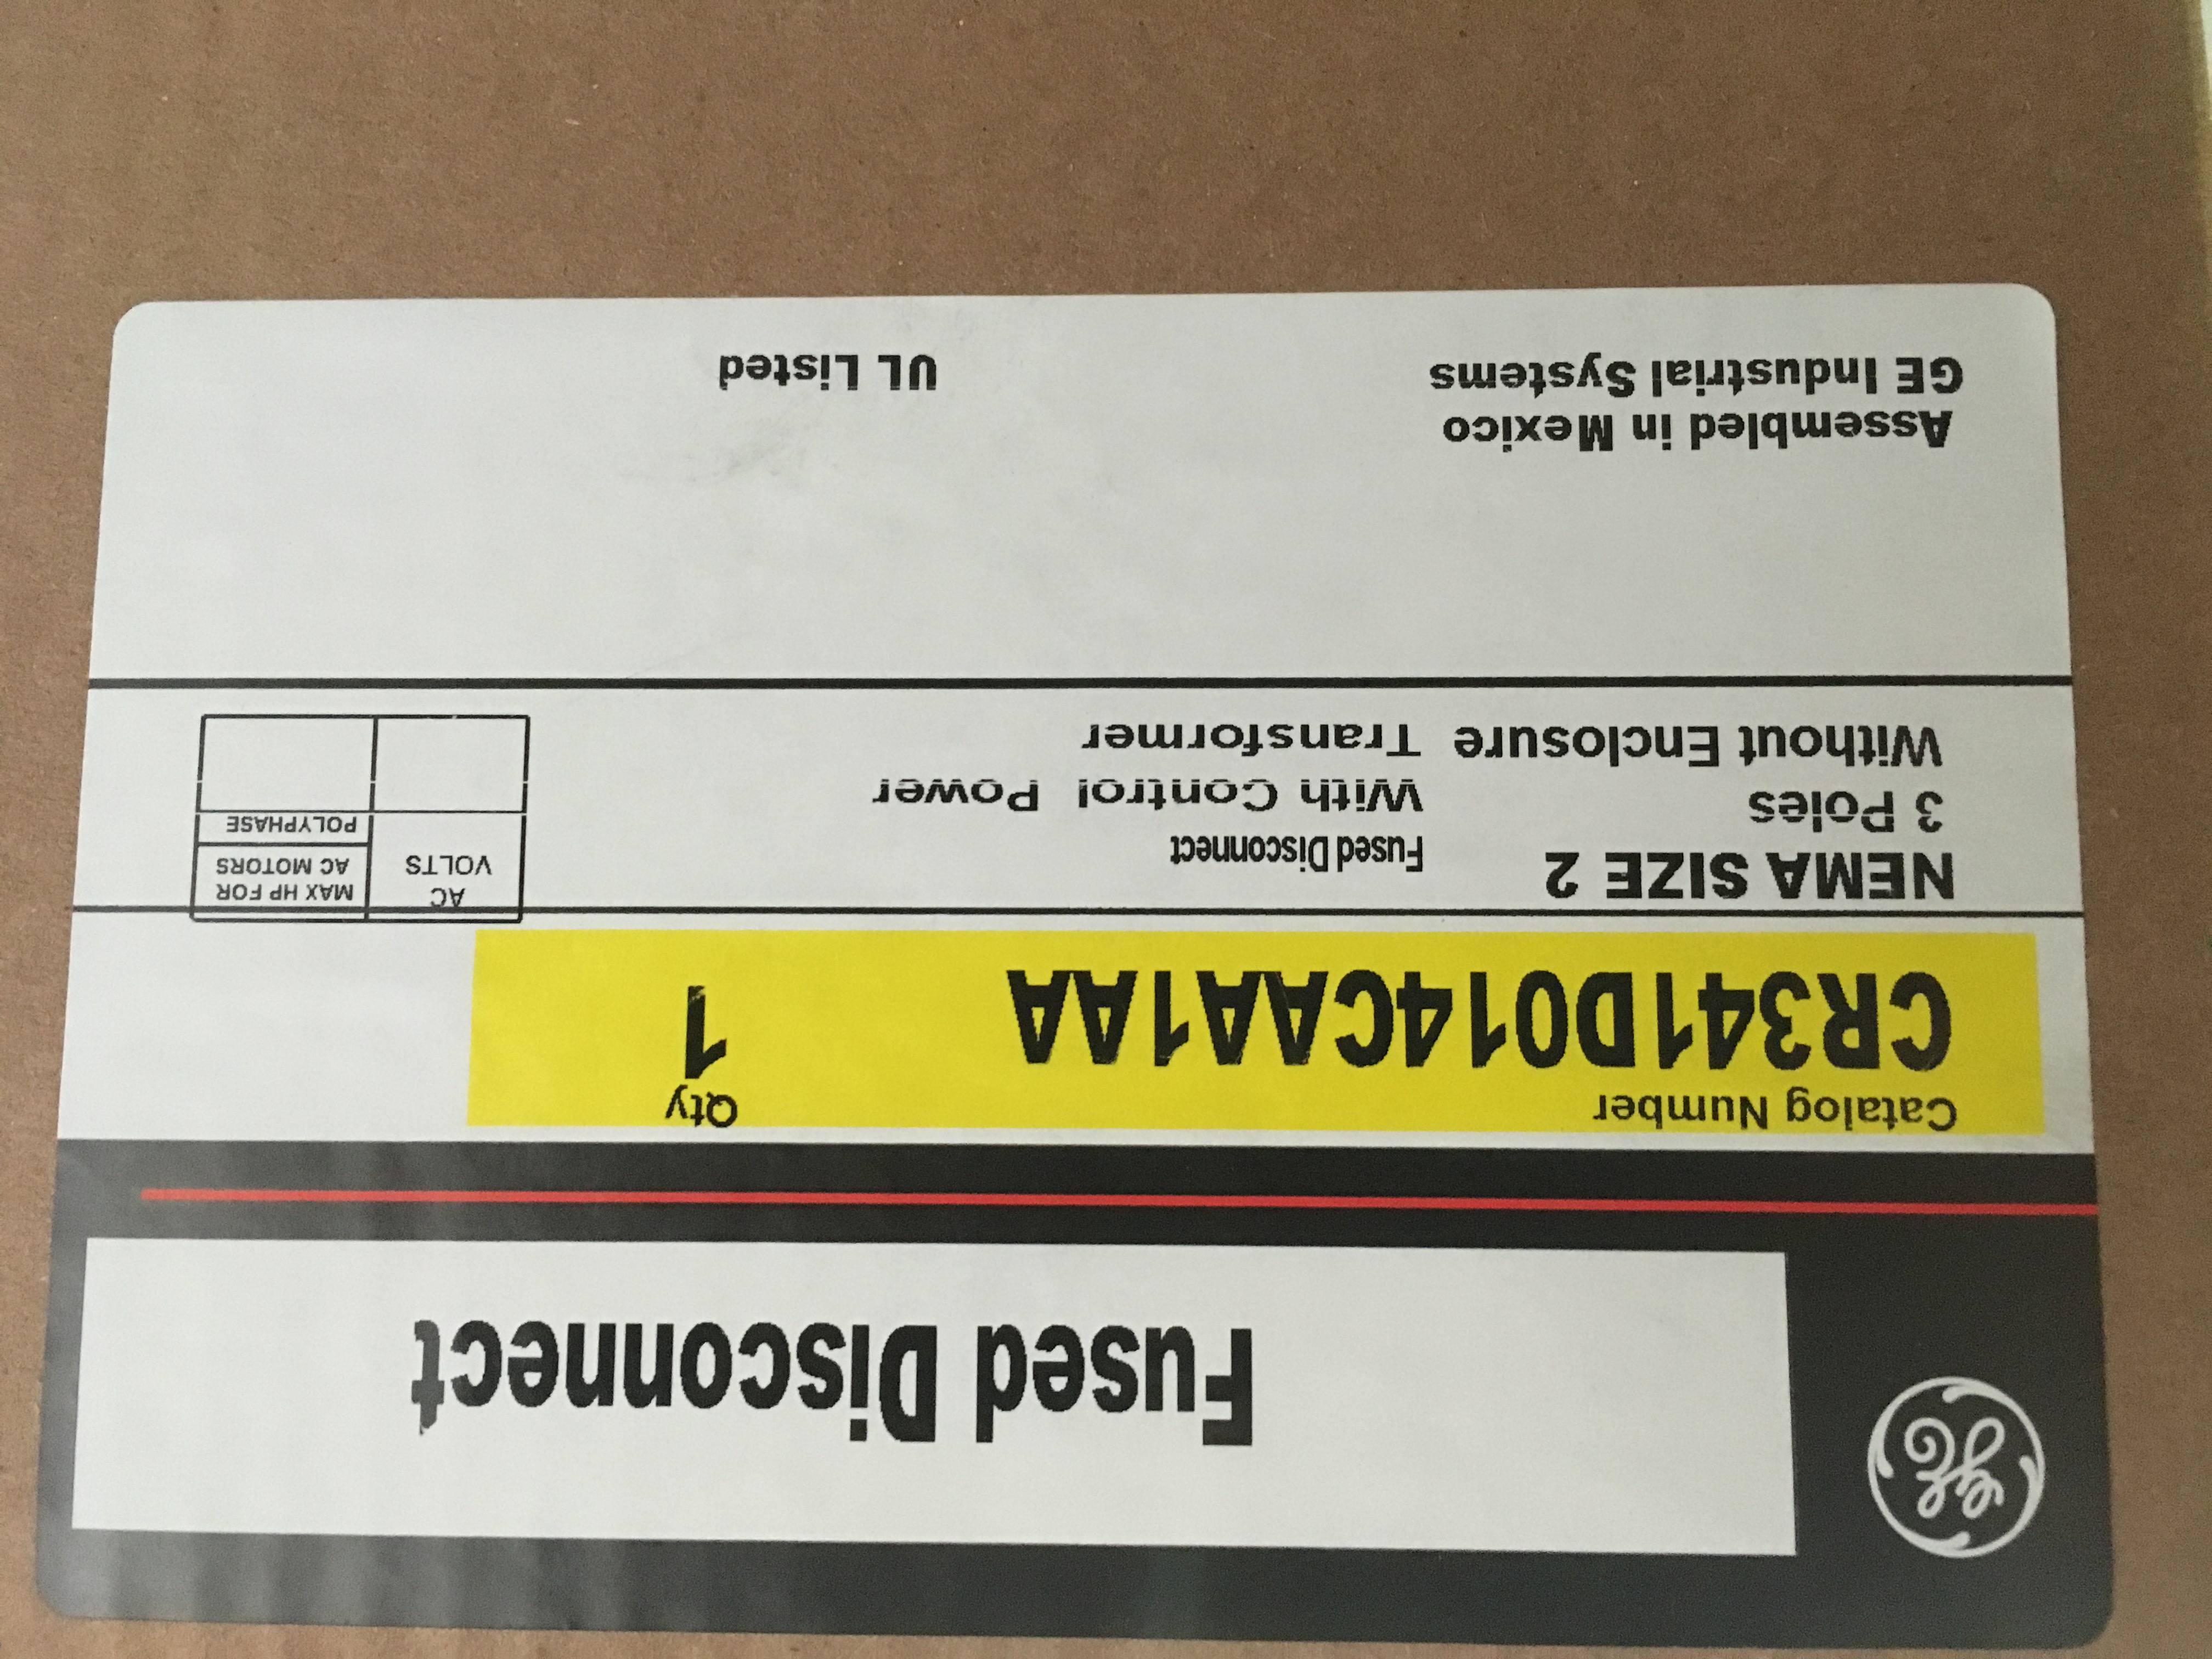 GE
Fused Disconnect
Catalog Number
Qty
CR341D014CAA1AA
1
NEMA SIZE 2
3 Poles
Without Enclosure
Fused Disconnect
With Control Power
Transformer
AC
VOLTS
MAX HP FOR
AC MOTORS
POLYPHASE
Assembled in Mexico
GE Industrial Systems
UL Listed